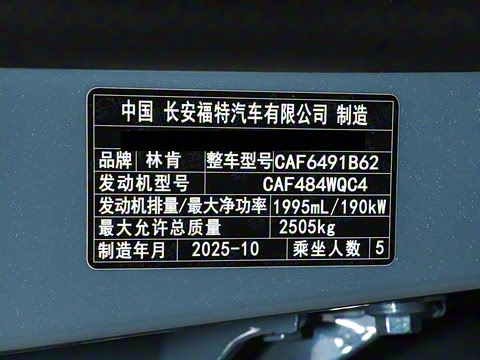 中国 长安福特汽车有限公司 制造
品牌 林肯 整车型号 CAF6491B62
发动机型号 CAF484WQC4
发动机排量/最大净功率 1995mL/190kW
最大允许总质量 2505kg
制造年月 2025-10 乘坐人数 5